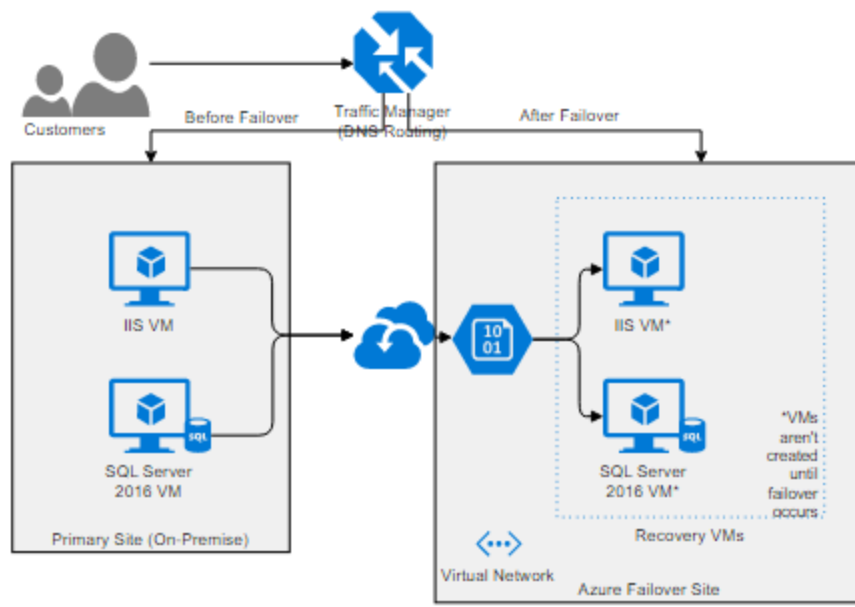 Customers
Before Failover
Traffic Manager
(DNS Routing)
After Failover
IIS VM
SQL
SQL Server
2016 VM
Primary Site (On-Premise)
10
01
IIS VM*
SQL
SQL Server
2016 VM*
*VMs
aren't
created
until
failover
occurs
Recovery VMs
Virtual Network
Azure Failover Site